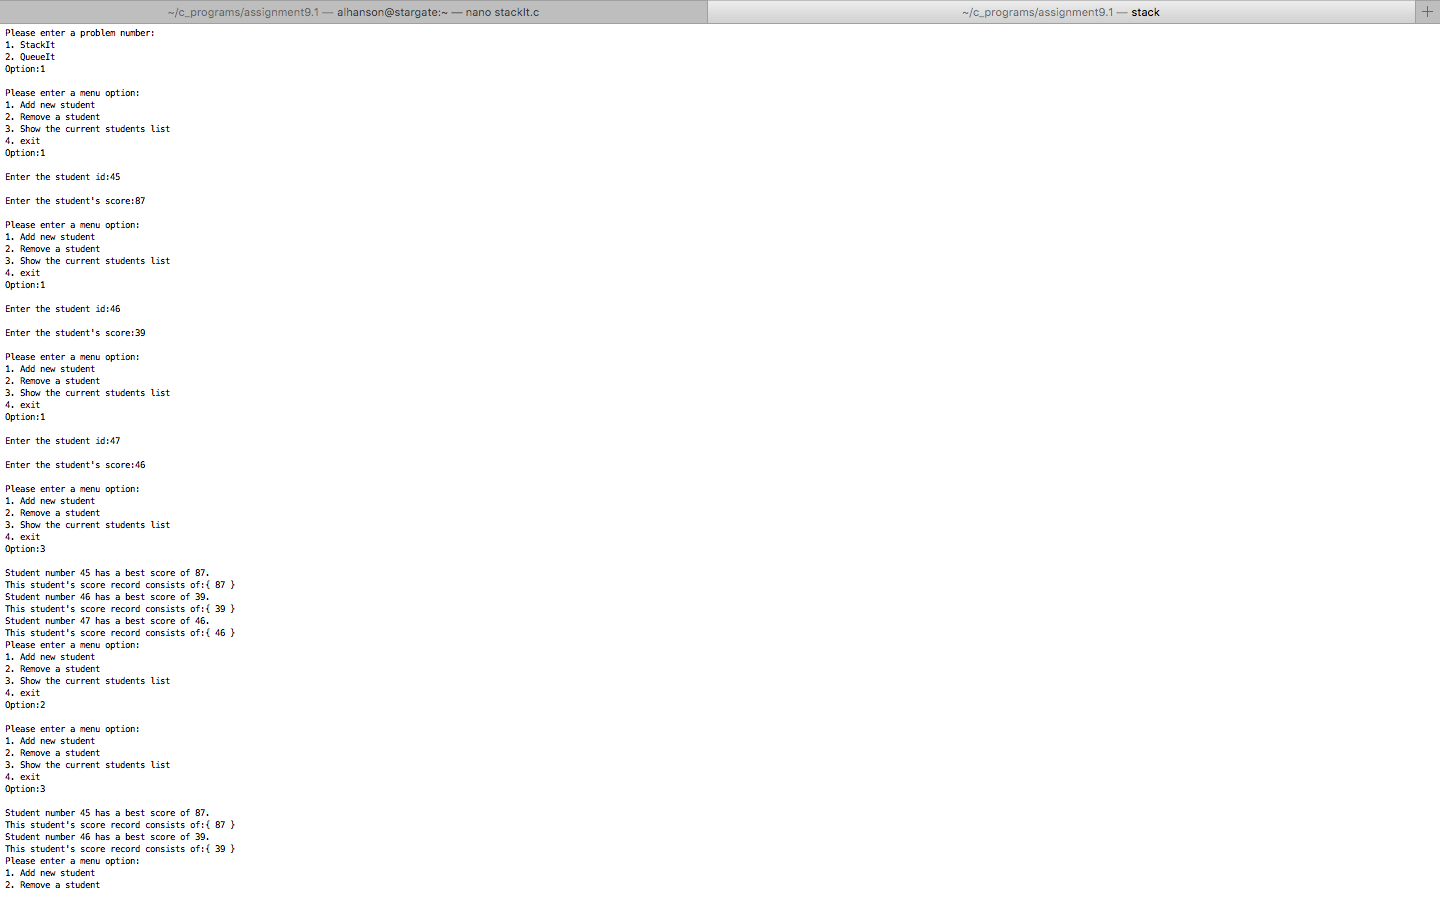 ~/c_programs/assignment9.1 — alhanson@stargate:~ — nano stackIt.c
~/c_programs/assignment9.1 — stack
Please enter a problem number:
1. StackIt
2. QueueIt
Option:1
Please enter a menu option:
1. Add new student
2. Remove a student
3. Show the current students list
4. exit
Option:1
Enter the student id:45
Enter the student's score:87
Please enter a menu option:
1. Add new student
2. Remove a student
3. Show the current students list
4. exit
Option:1
Enter the student id:46
Enter the student's score:39
Please enter a menu option:
1. Add new student
2. Remove a student
3. Show the current students list
4. exit
Option:1
Enter the student id:47
Enter the student's score:46
Please enter a menu option:
1. Add new student
2. Remove a student
3. Show the current students list
4. exit
Option:3
Student number 45 has a best score of 87.
This student's score record consists of:{ 87 }
Student number 46 has a best score of 39.
This student's score record consists of:{ 39 }
Student number 47 has a best score of 46.
This student's score record consists of:{ 46 }
Please enter a menu option:
1. Add new student
2. Remove a student
3. Show the current students list
4. exit
Option:2
Please enter a menu option:
1. Add new student
2. Remove a student
3. Show the current students list
4. exit
Option:3
Student number 45 has a best score of 87.
This student's score record consists of:{ 87 }
Student number 46 has a best score of 39.
This student's score record consists of:{ 39 }
Please enter a menu option:
1. Add new student
2. Remove a student